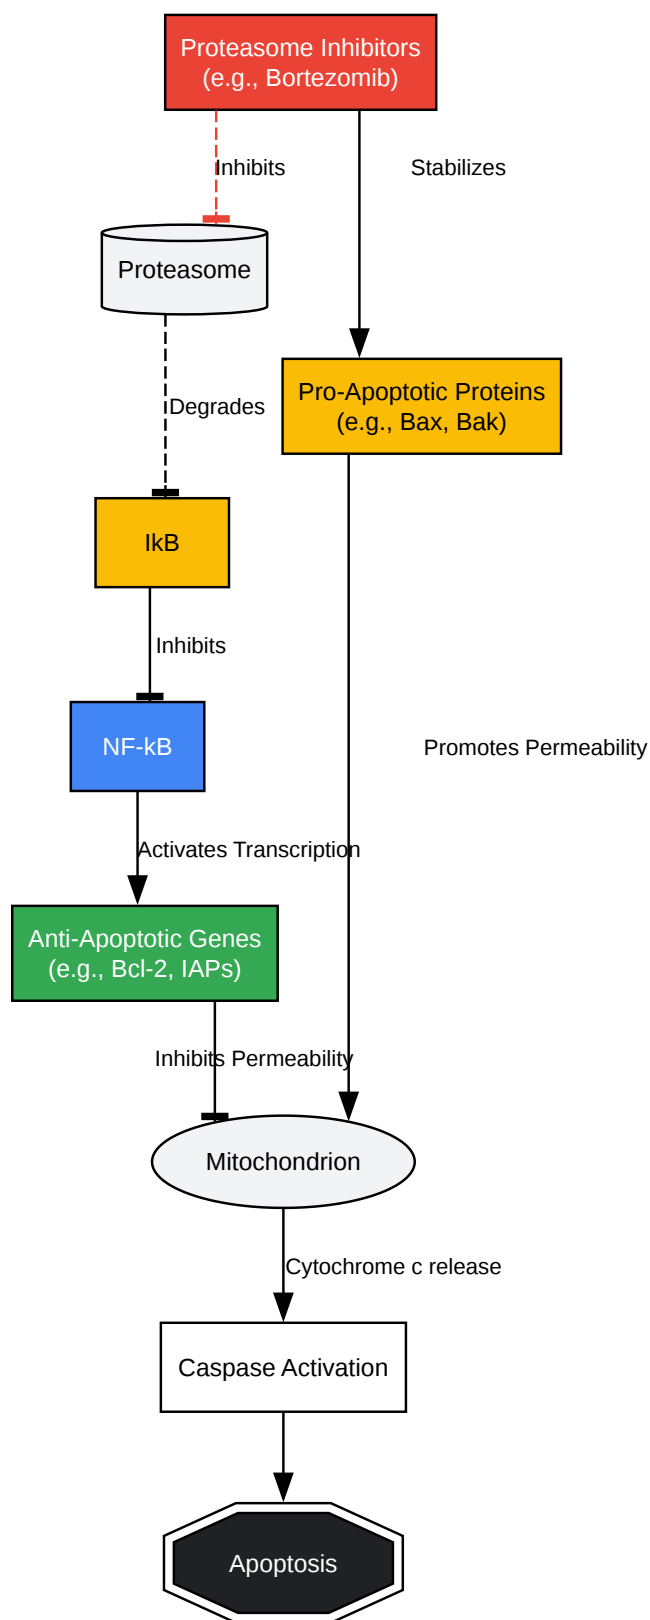 Proteasome Inhibitors
(e.g., Bortezomib)
Inhibits
Stabilizes
Proteasome
Pro-Apoptotic Proteins
(e.g., Bax, Bak)
Degrades
IkB
Inhibits
NF-kB
Promotes Permeability
Activates Transcription
Anti-Apoptotic Genes
(e.g., Bcl-2, IAPs)
Inhibits Permeability
Mitochondrion
Cytochrome c release
Caspase Activation
Apoptosis